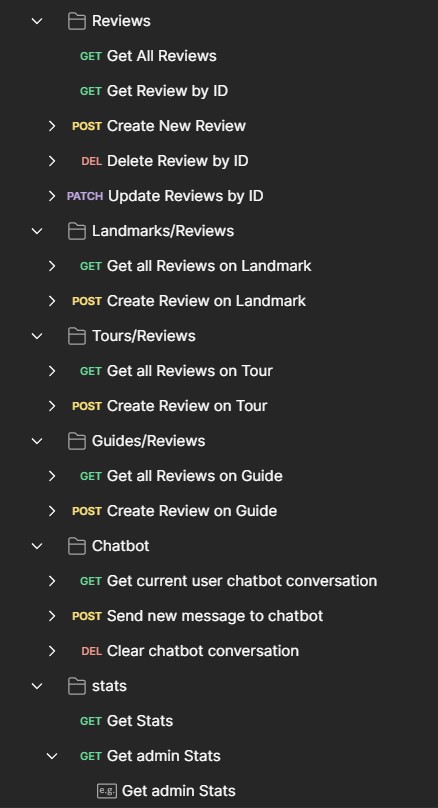 Reviews
GET Get All Reviews
GET Get Review by ID
POST Create New Review
DEL Delete Review by ID
PATCH Update Reviews by ID
Landmarks/Reviews
GET Get all Reviews on Landmark
POST Create Review on Landmark
Tours/Reviews
GET Get all Reviews on Tour
POST Create Review on Tour
Guides/Reviews
GET Get all Reviews on Guide
POST Create Review on Guide
Chatbot
GET Get current user chatbot conversation
POST Send new message to chatbot
DEL Clear chatbot conversation
stats
GET Get Stats
GET Get admin Stats
e.g. Get admin Stats